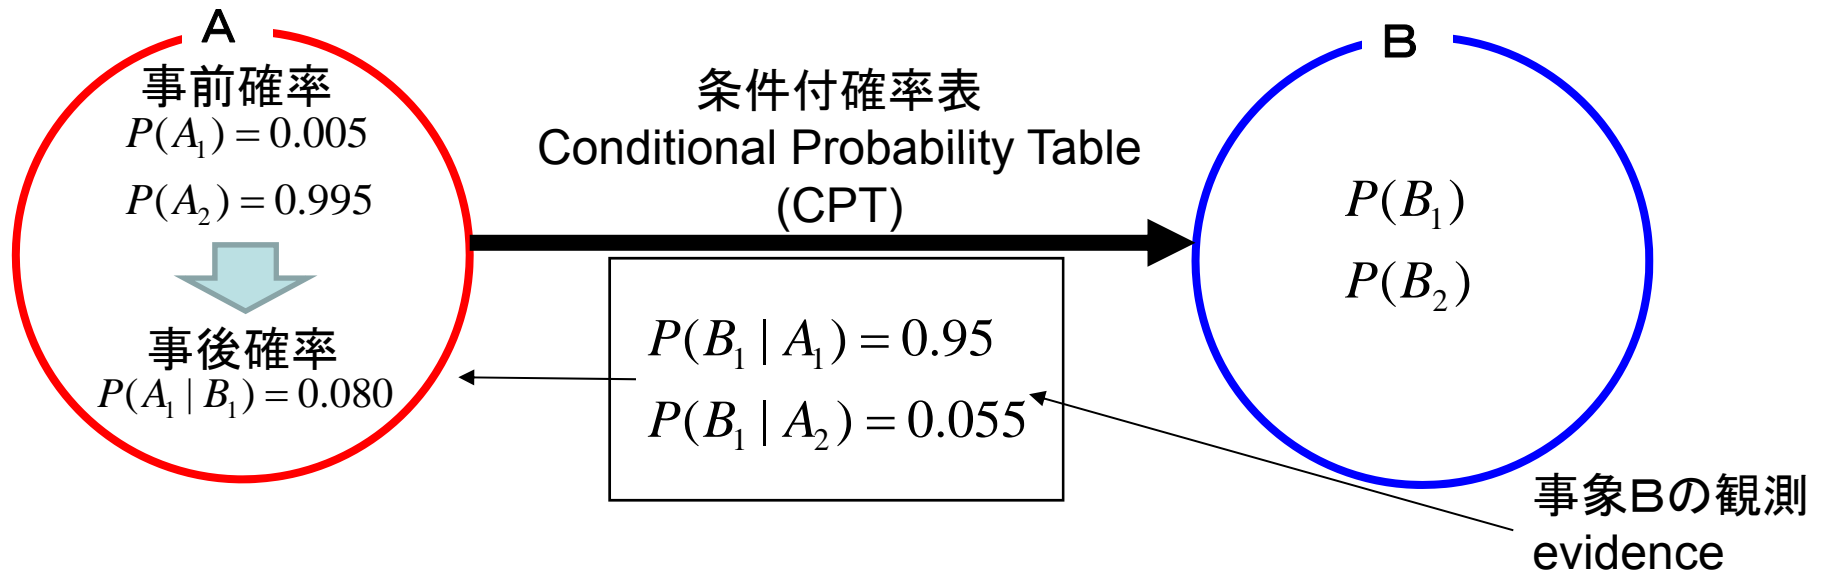 A
事前確率
P(A₁) = 0.005
P(A₂) = 0.995
事後確率
P(A₁ | B₁) = 0.080
条件付確率表
Conditional Probability Table
(CPT)
P(B₁ | A₁) = 0.95
P(B₁ | A₂) = 0.055
B
P(B₁)
P(B₂)
事象Bの観測
evidence